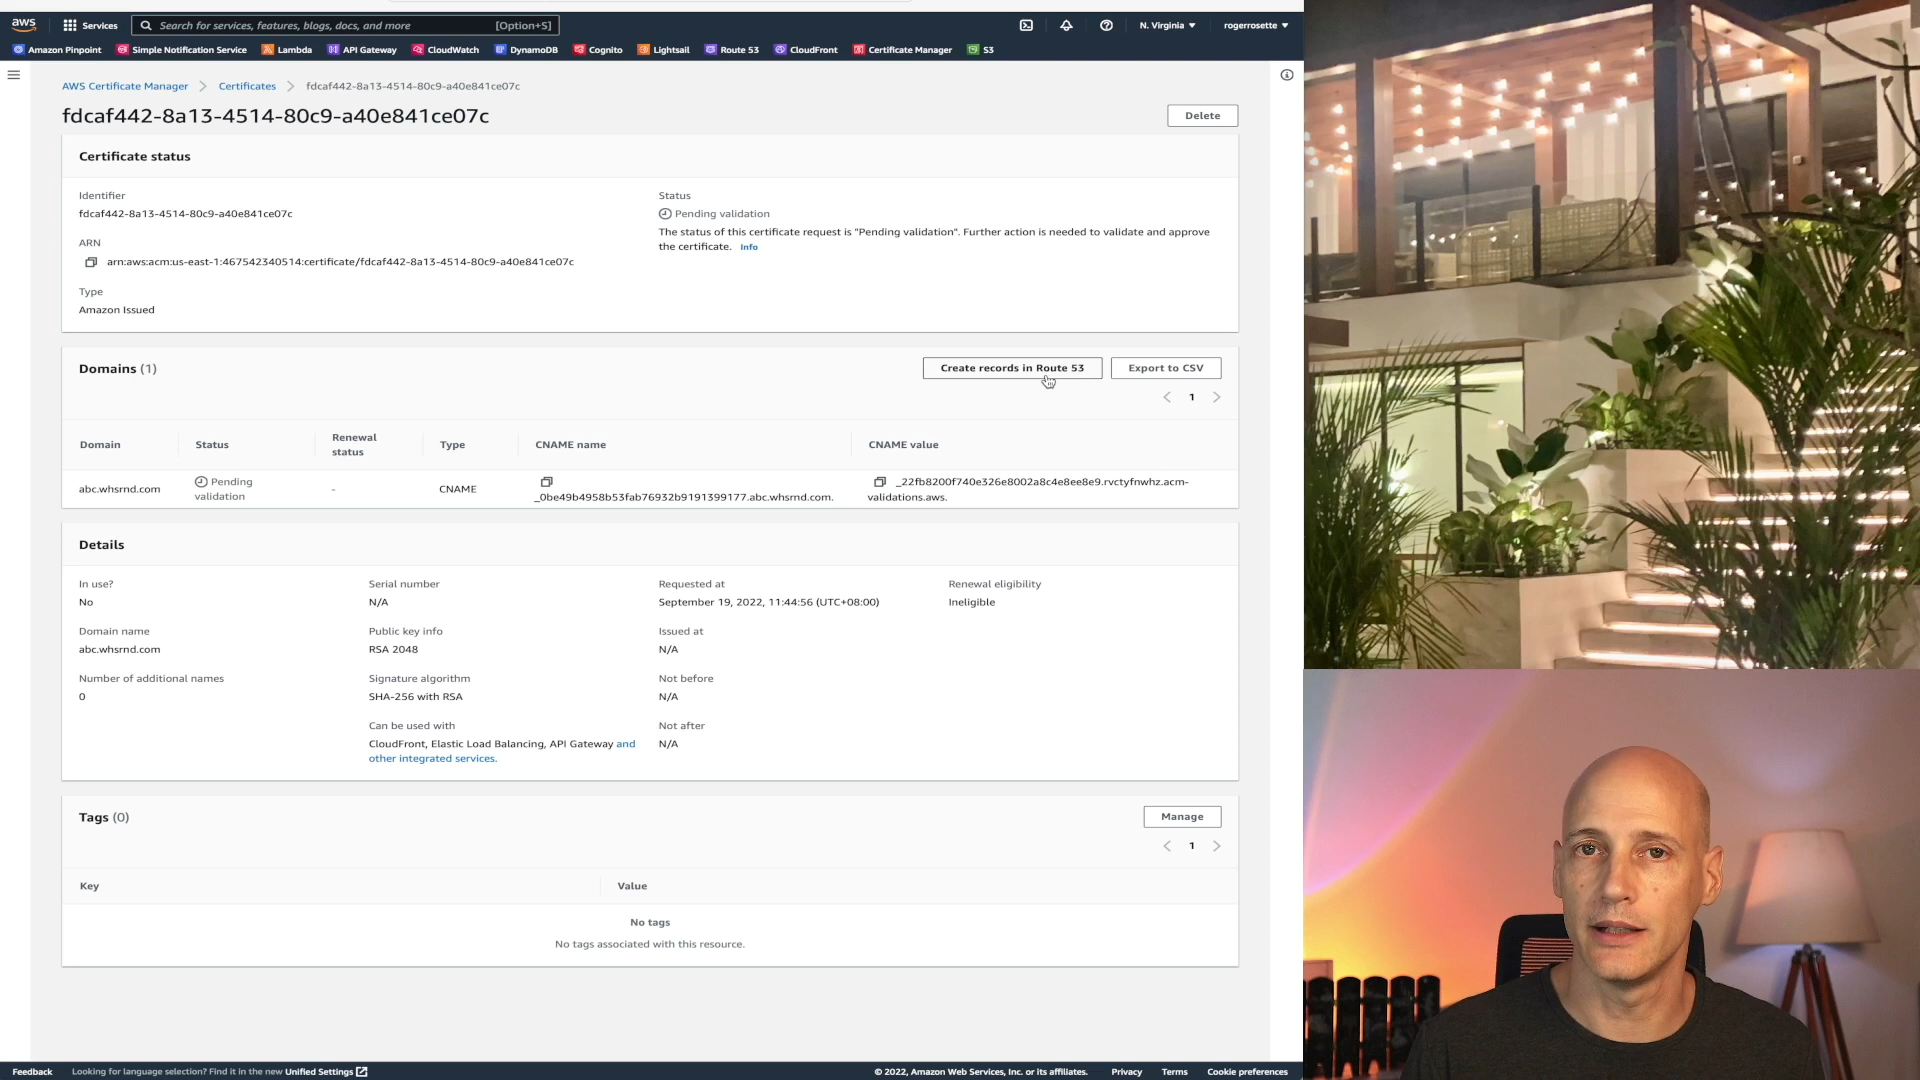 aws
Services
Search for services, features, blogs, docs, and more
[Option+S]
N. Virginia
rogerrosette
Amazon Pinpoint
Simple Notification Service
Lambda
API Gateway
CloudWatch
DynamoDB
Cognito
Lightsail
Route 53
CloudFront
Certificate Manager
S3
AWS Certificate Manager
Certificates
fdcaf442-8a13-4514-80c9-a40e841ce07c
fdcaf442-8a13-4514-80c9-a40e841ce07c
Delete
Certificate status
Identifier
fdcaf442-8a13-4514-80c9-a40e841ce07c
ARN
arn:aws:acm:us-east-1:467542340514:certificate/fdcaf442-8a13-4514-80c9-a40e841ce07c
Type
Amazon Issued
Status
Pending validation
The status of this certificate request is "Pending validation". Further action is needed to validate and approve
the certificate. Info
Domains (1)
Create records in Route 53
Export to CSV
1
Domain
Status
Renewal
status
Type
CNAME name
CNAME value
abc.whsrnd.com
Pending
validation
-
CNAME
_0be49b4958b53fab76932b9191399177.abc.whsrnd.com.
_22fb8200f740e326e8002a8c4e8ee8e9.rvctyfnwhz.acm-
validations.aws.
Details
In use?
No
Domain name
abc.whsrnd.com
Number of additional names
0
Serial number
N/A
Public key info
RSA 2048
Signature algorithm
SHA-256 with RSA
Can be used with
CloudFront, Elastic Load Balancing, API Gateway and
other integrated services.
Requested at
September 19, 2022, 11:44:56 (UTC+08:00)
Issued at
N/A
Not before
N/A
Not after
N/A
Renewal eligibility
Ineligible
Tags (0)
Manage
1
Key
Value
No tags
No tags associated with this resource.
Feedback
Looking for language selection? Find it in the new Unified Settings
© 2022, Amazon Web Services, Inc. or its affiliates.
Privacy
Terms
Cookie preferences